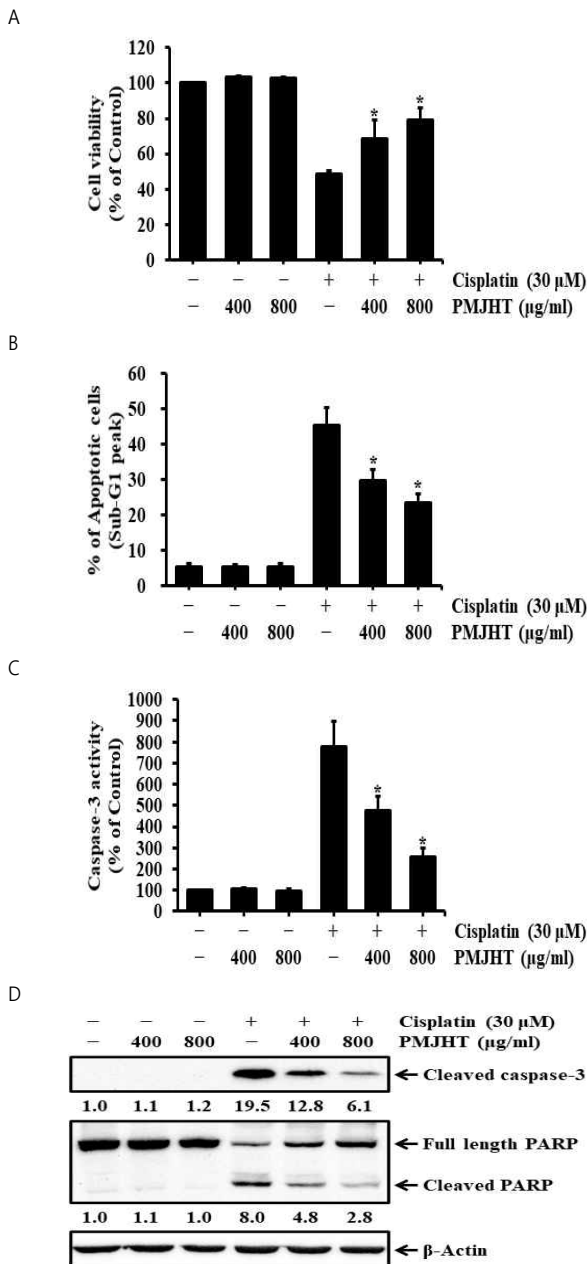 A
Cell viability
(% of Control)
120
100
80
60
40
20
0
* *
– – – + + + Cisplatin (30 µM)
– 400 800 – 400 800 PMJHT (µg/ml)
B
% of Apoptotic cells
(Sub-G1 peak)
60
50
40
30
20
10
0
* *
– – – + + + Cisplatin (30 µM)
– 400 800 – 400 800 PMJHT (µg/ml)
C
Caspase-3 activity
(% of Control)
1000
900
800
700
600
500
400
300
200
100
0
* *
– – – + + + Cisplatin (30 µM)
– 400 800 – 400 800 PMJHT (µg/ml)
D
– – – + + + Cisplatin (30 µM)
– 400 800 – 400 800 PMJHT (µg/ml)
Cleaved caspase-3
1.0 1.1 1.2 19.5 12.8 6.1
Full length PARP
Cleaved PARP
1.0 1.1 1.0 8.0 4.8 2.8
β-Actin